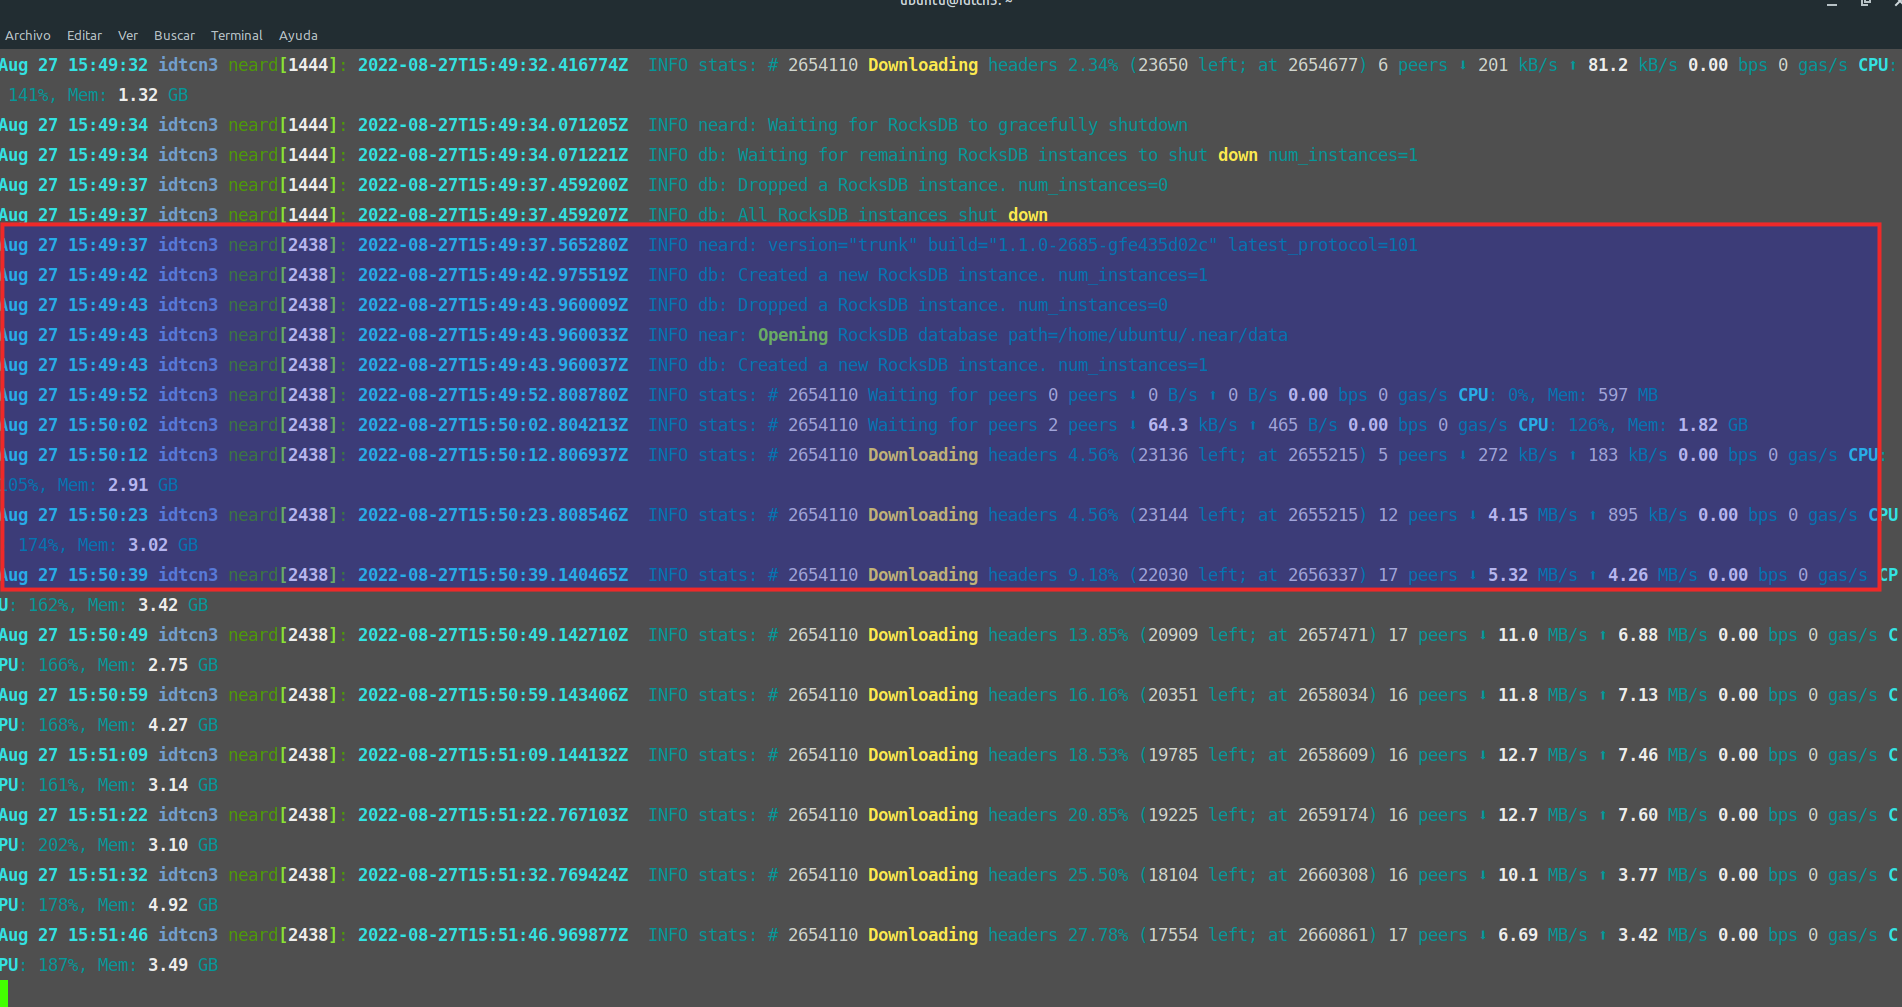 ubuntu@idtcn3: ~
Archivo Editar Ver Buscar Terminal Ayuda
Aug 27 15:49:32 idtcn3 neard[1444]: 2022-08-27T15:49:32.416774Z  INFO stats: # 2654110 Downloading headers 2.34% (23650 left; at 2654677) 6 peers ⬇ 201 kB/s ⬆ 81.2 kB/s 0.00 bps 0 gas/s CPU:
141%, Mem: 1.32 GB
Aug 27 15:49:34 idtcn3 neard[1444]: 2022-08-27T15:49:34.071205Z  INFO neard: Waiting for RocksDB to gracefully shutdown
Aug 27 15:49:34 idtcn3 neard[1444]: 2022-08-27T15:49:34.071221Z  INFO db: Waiting for remaining RocksDB instances to shut down num_instances=1
Aug 27 15:49:37 idtcn3 neard[1444]: 2022-08-27T15:49:37.459200Z  INFO db: Dropped a RocksDB instance. num_instances=0
Aug 27 15:49:37 idtcn3 neard[1444]: 2022-08-27T15:49:37.459207Z  INFO db: All RocksDB instances shut down
Aug 27 15:49:37 idtcn3 neard[2438]: 2022-08-27T15:49:37.565280Z  INFO neard: version="trunk" build="1.1.0-2685-gfe435d02c" latest_protocol=101
Aug 27 15:49:42 idtcn3 neard[2438]: 2022-08-27T15:49:42.975519Z  INFO db: Created a new RocksDB instance. num_instances=1
Aug 27 15:49:43 idtcn3 neard[2438]: 2022-08-27T15:49:43.960009Z  INFO db: Dropped a RocksDB instance. num_instances=0
Aug 27 15:49:43 idtcn3 neard[2438]: 2022-08-27T15:49:43.960033Z  INFO near: Opening RocksDB database path=/home/ubuntu/.near/data
Aug 27 15:49:43 idtcn3 neard[2438]: 2022-08-27T15:49:43.960037Z  INFO db: Created a new RocksDB instance. num_instances=1
Aug 27 15:49:52 idtcn3 neard[2438]: 2022-08-27T15:49:52.808780Z  INFO stats: # 2654110 Waiting for peers 0 peers ⬇ 0 B/s ⬆ 0 B/s 0.00 bps 0 gas/s CPU: 0%, Mem: 597 MB
Aug 27 15:50:02 idtcn3 neard[2438]: 2022-08-27T15:50:02.804213Z  INFO stats: # 2654110 Waiting for peers 2 peers ⬇ 64.3 kB/s ⬆ 465 B/s 0.00 bps 0 gas/s CPU: 126%, Mem: 1.82 GB
Aug 27 15:50:12 idtcn3 neard[2438]: 2022-08-27T15:50:12.806937Z  INFO stats: # 2654110 Downloading headers 4.56% (23136 left; at 2655215) 5 peers ⬇ 272 kB/s ⬆ 183 kB/s 0.00 bps 0 gas/s CPU:
105%, Mem: 2.91 GB
Aug 27 15:50:23 idtcn3 neard[2438]: 2022-08-27T15:50:23.808546Z  INFO stats: # 2654110 Downloading headers 4.56% (23144 left; at 2655215) 12 peers ⬇ 4.15 MB/s ⬆ 895 kB/s 0.00 bps 0 gas/s CPU
174%, Mem: 3.02 GB
Aug 27 15:50:39 idtcn3 neard[2438]: 2022-08-27T15:50:39.140465Z  INFO stats: # 2654110 Downloading headers 9.18% (22030 left; at 2656337) 17 peers ⬇ 5.32 MB/s ⬆ 4.26 MB/s 0.00 bps 0 gas/s CP
U: 162%, Mem: 3.42 GB
Aug 27 15:50:49 idtcn3 neard[2438]: 2022-08-27T15:50:49.142710Z  INFO stats: # 2654110 Downloading headers 13.85% (20909 left; at 2657471) 17 peers ⬇ 11.0 MB/s ⬆ 6.88 MB/s 0.00 bps 0 gas/s C
PU: 166%, Mem: 2.75 GB
Aug 27 15:50:59 idtcn3 neard[2438]: 2022-08-27T15:50:59.143406Z  INFO stats: # 2654110 Downloading headers 16.16% (20351 left; at 2658034) 16 peers ⬇ 11.8 MB/s ⬆ 7.13 MB/s 0.00 bps 0 gas/s C
PU: 168%, Mem: 4.27 GB
Aug 27 15:51:09 idtcn3 neard[2438]: 2022-08-27T15:51:09.144132Z  INFO stats: # 2654110 Downloading headers 18.53% (19785 left; at 2658609) 16 peers ⬇ 12.7 MB/s ⬆ 7.46 MB/s 0.00 bps 0 gas/s C
PU: 161%, Mem: 3.14 GB
Aug 27 15:51:22 idtcn3 neard[2438]: 2022-08-27T15:51:22.767103Z  INFO stats: # 2654110 Downloading headers 20.85% (19225 left; at 2659174) 16 peers ⬇ 12.7 MB/s ⬆ 7.60 MB/s 0.00 bps 0 gas/s C
PU: 202%, Mem: 3.10 GB
Aug 27 15:51:32 idtcn3 neard[2438]: 2022-08-27T15:51:32.769424Z  INFO stats: # 2654110 Downloading headers 25.50% (18104 left; at 2660308) 16 peers ⬇ 10.1 MB/s ⬆ 3.77 MB/s 0.00 bps 0 gas/s C
PU: 178%, Mem: 4.92 GB
Aug 27 15:51:46 idtcn3 neard[2438]: 2022-08-27T15:51:46.969877Z  INFO stats: # 2654110 Downloading headers 27.78% (17554 left; at 2660861) 17 peers ⬇ 6.69 MB/s ⬆ 3.42 MB/s 0.00 bps 0 gas/s C
PU: 187%, Mem: 3.49 GB